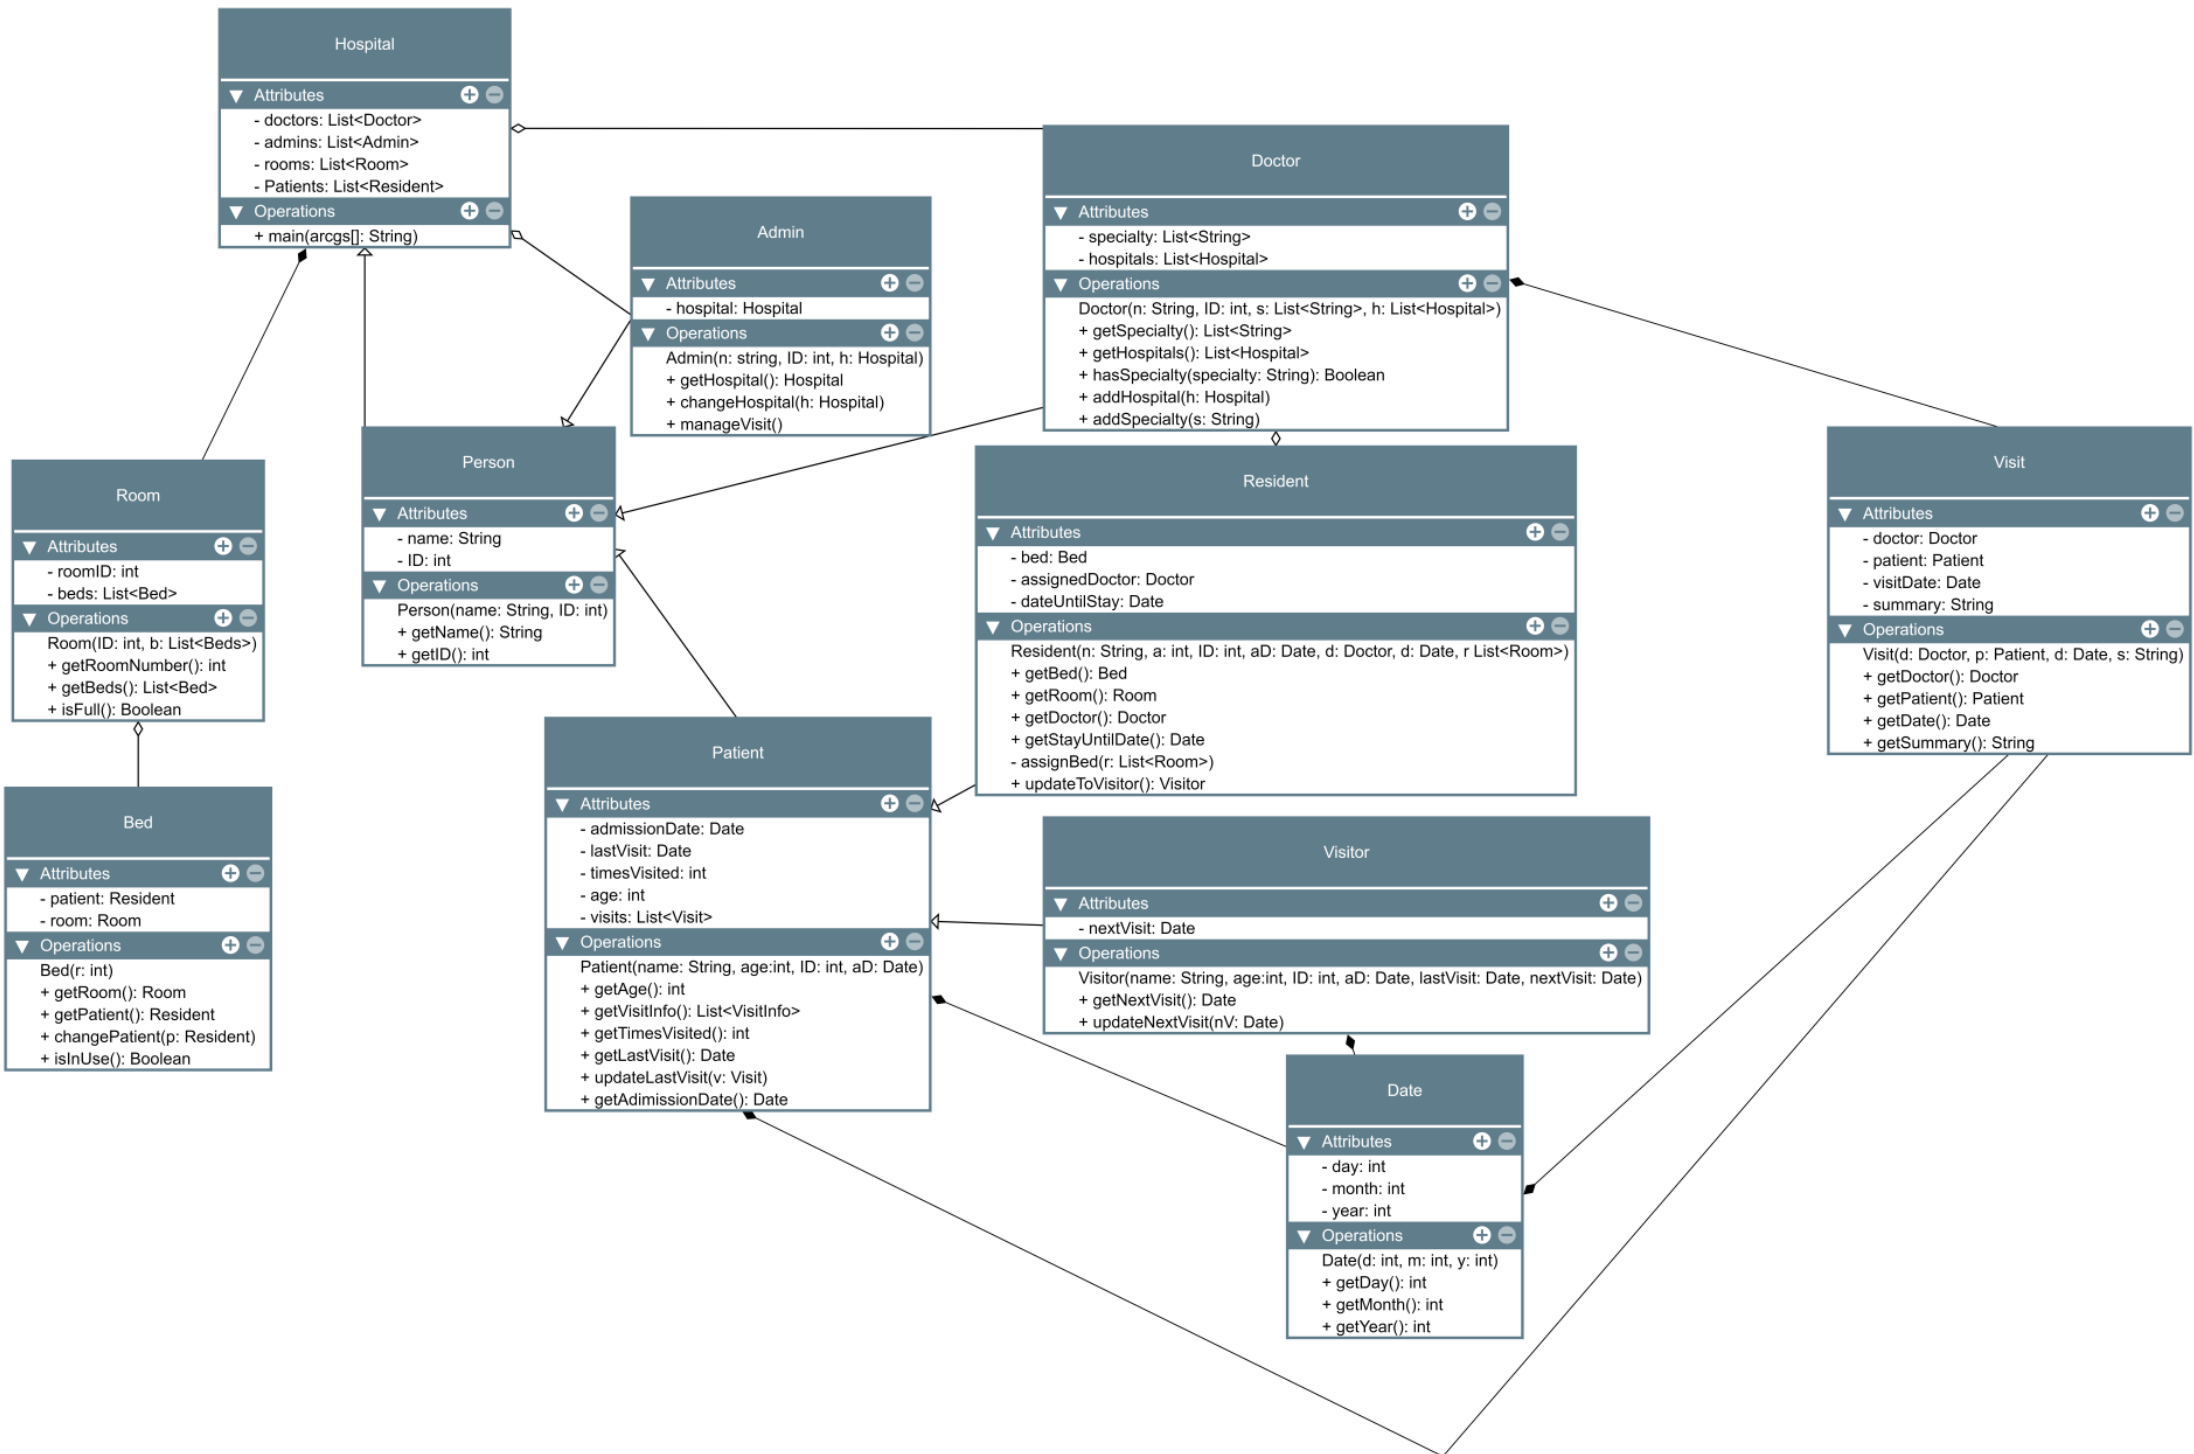 Hospital
Attributes
- doctors: List<Doctor>
- admins: List<Admin>
- rooms: List<Room>
- Patients: List<Resident>
Operations
+ main(arcgs[]: String)
Admin
Attributes
- hospital: Hospital
Operations
Admin(n: string, ID: int, h: Hospital)
+ getHospital(): Hospital
+ changeHospital(h: Hospital)
+ manageVisit()
Doctor
Attributes
- specialty: List<String>
- hospitals: List<Hospital>
Operations
Doctor(n: String, ID: int, s: List<String>, h: List<Hospital>)
+ getSpecialty(): List<String>
+ getHospitals(): List<Hospital>
+ hasSpecialty(specialty: String): Boolean
+ addHospital(h: Hospital)
+ addSpecialty(s: String)
Room
Attributes
- roomID: int
- beds: List<Bed>
Operations
Room(ID: int, b: List<Beds>)
+ getRoomNumber(): int
+ getBeds(): List<Bed>
+ isFull(): Boolean
Person
Attributes
- name: String
- ID: int
Operations
Person(name: String, ID: int)
+ getName(): String
+ getID(): int
Resident
Attributes
- bed: Bed
- assignedDoctor: Doctor
- dateUntilStay: Date
Operations
Resident(n: String, a: int, ID: int, aD: Date, d: Doctor, d: Date, r List<Room>)
+ getBed(): Bed
+ getRoom(): Room
+ getDoctor(): Doctor
+ getStayUntilDate(): Date
- assignBed(r: List<Room>)
+ updateToVisitor(): Visitor
Visit
Attributes
- doctor: Doctor
- patient: Patient
- visitDate: Date
- summary: String
Operations
Visit(d: Doctor, p: Patient, d: Date, s: String)
+ getDoctor(): Doctor
+ getPatient(): Patient
+ getDate(): Date
+ getSummary(): String
Bed
Attributes
- patient: Resident
- room: Room
Operations
Bed(r: int)
+ getRoom(): Room
+ getPatient(): Resident
+ changePatient(p: Resident)
+ isInUse(): Boolean
Patient
Attributes
- admissionDate: Date
- lastVisit: Date
- timesVisited: int
- age: int
- visits: List<Visit>
Operations
Patient(name: String, age:int, ID: int, aD: Date)
+ getAge(): int
+ getVisitInfo(): List<VisitInfo>
+ getTimesVisited(): int
+ getLastVisit(): Date
+ updateLastVisit(v: Visit)
+ getAdimissionDate(): Date
Visitor
Attributes
- nextVisit: Date
Operations
Visitor(name: String, age:int, ID: int, aD: Date, lastVisit: Date, nextVisit: Date)
+ getNextVisit(): Date
+ updateNextVisit(nV: Date)
Date
Attributes
- day: int
- month: int
- year: int
Operations
Date(d: int, m: int, y: int)
+ getDay(): int
+ getMonth(): int
+ getYear(): int